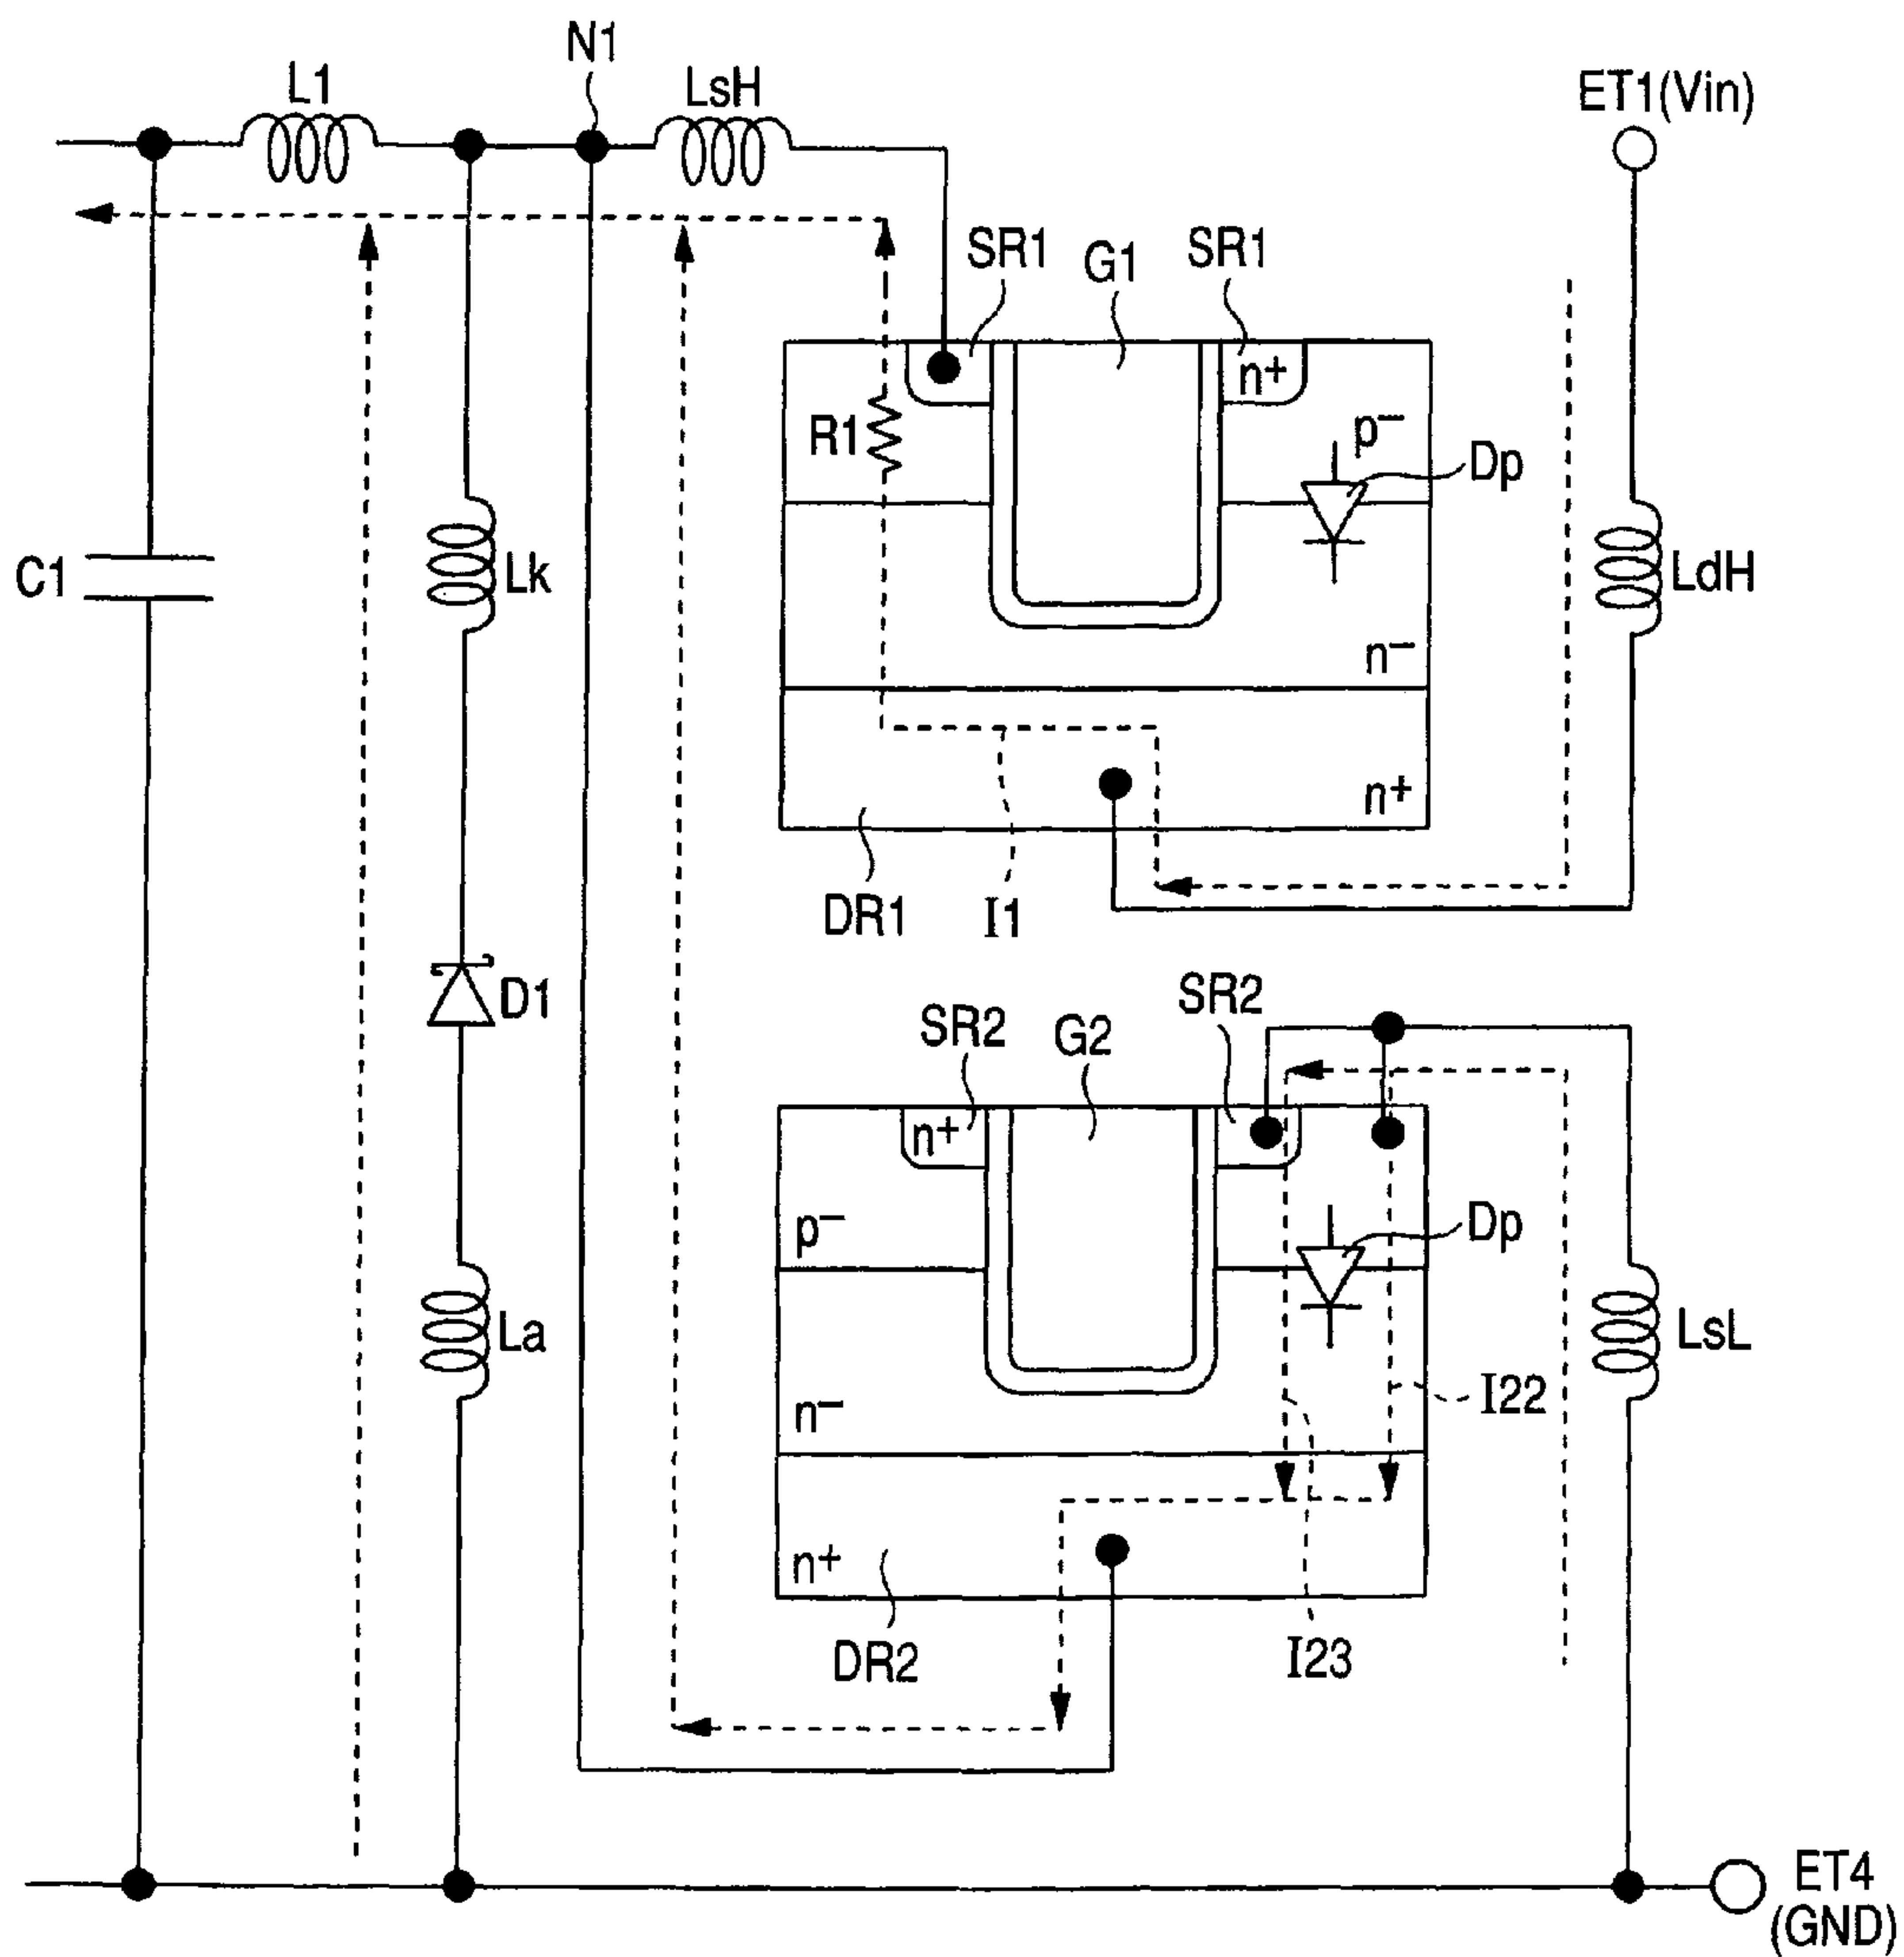 N1
L1
LsH
ET1(Vin)
SR1
G1
SR1
n+
R1
p−
Dp
C1
Lk
LdH
n−
n+
DR1
I1
D1
SR2
G2
SR2
n+
p−
Dp
La
LsL
n−
I22
n+
DR2
I23
ET4
(GND)